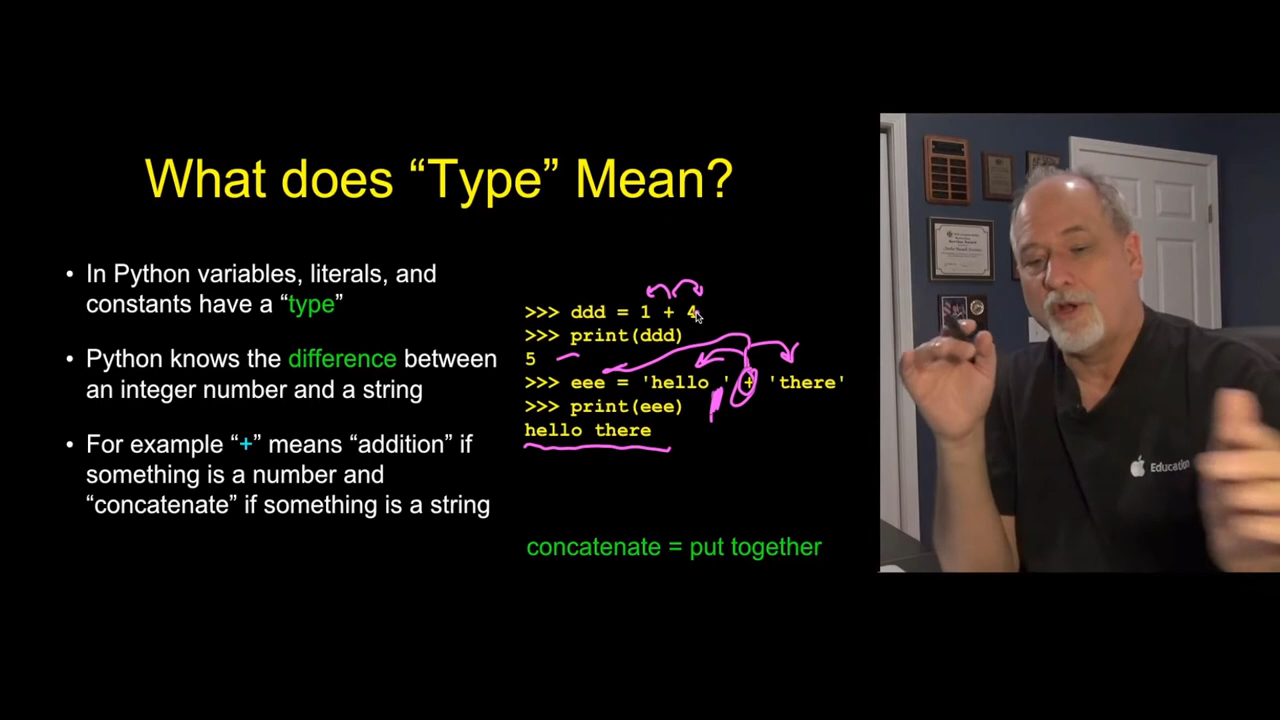 What does “Type” Mean?
• In Python variables, literals, and
constants have a “type”
• Python knows the difference between
an integer number and a string
• For example “+” means “addition” if
something is a number and
“concatenate” if something is a string
>>> ddd = 1 + 4
>>> print(ddd)
5
>>> eee = 'hello ' + 'there'
>>> print(eee)
hello there
concatenate = put together
Education